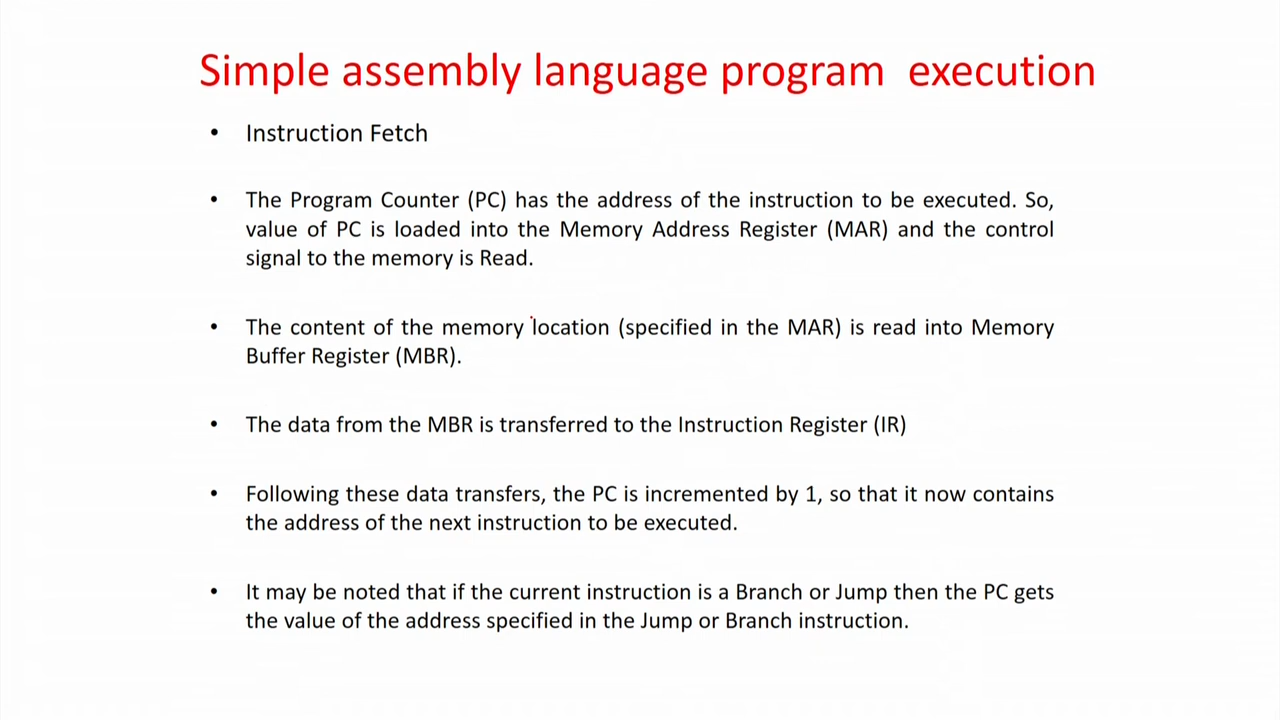 Simple assembly language program execution
• Instruction Fetch
• The Program Counter (PC) has the address of the instruction to be executed. So,
value of PC is loaded into the Memory Address Register (MAR) and the control
signal to the memory is Read.
• The content of the memory location (specified in the MAR) is read into Memory
Buffer Register (MBR).
• The data from the MBR is transferred to the Instruction Register (IR)
• Following these data transfers, the PC is incremented by 1, so that it now contains
the address of the next instruction to be executed.
• It may be noted that if the current instruction is a Branch or Jump then the PC gets
the value of the address specified in the Jump or Branch instruction.